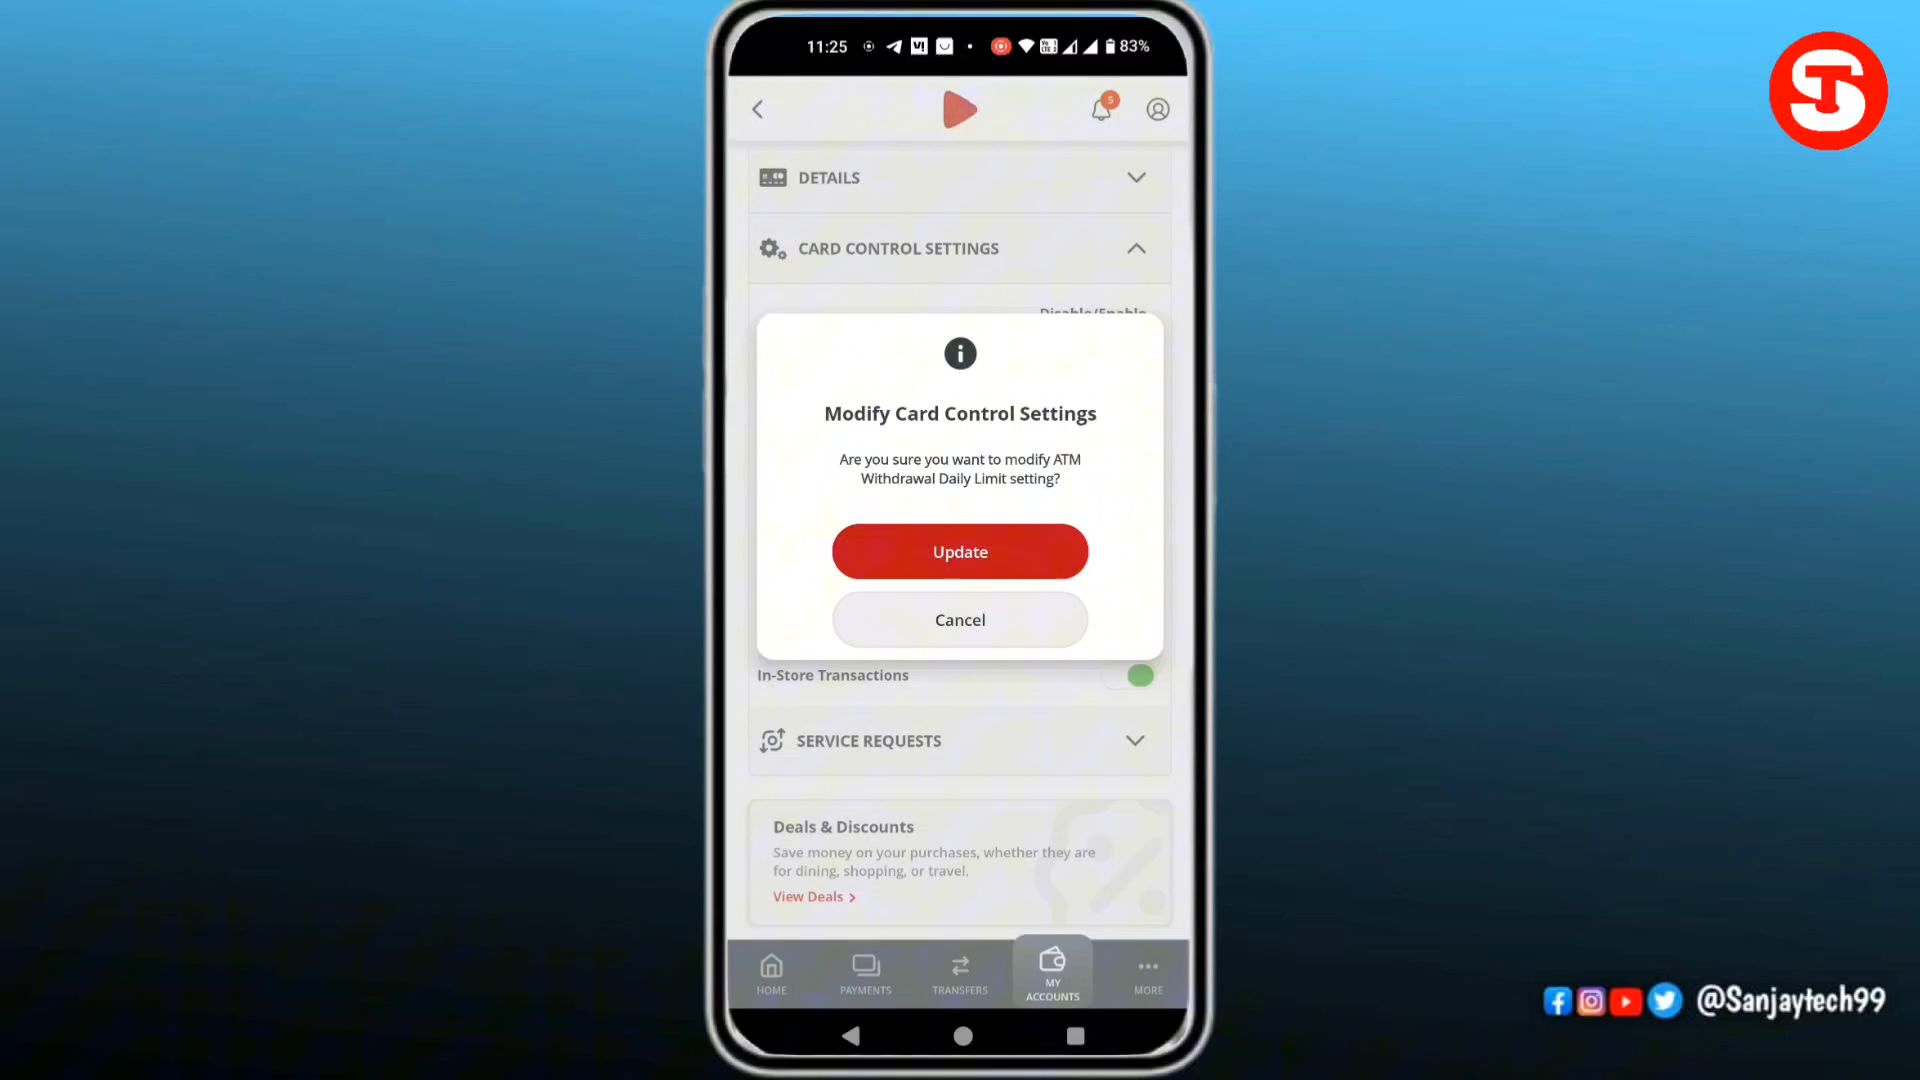 11:25
83%
5
DETAILS
CARD CONTROL SETTINGS
Disable/Enable
Modify Card Control Settings
Are you sure you want to modify ATM
Withdrawal Daily Limit setting?
Update
Cancel
In-Store Transactions
SERVICE REQUESTS
Deals & Discounts
Save money on your purchases, whether they are
for dining, shopping, or travel.
View Deals >
HOME
PAYMENTS
TRANSFERS
MY
ACCOUNTS
MORE
@Sanjaytech99